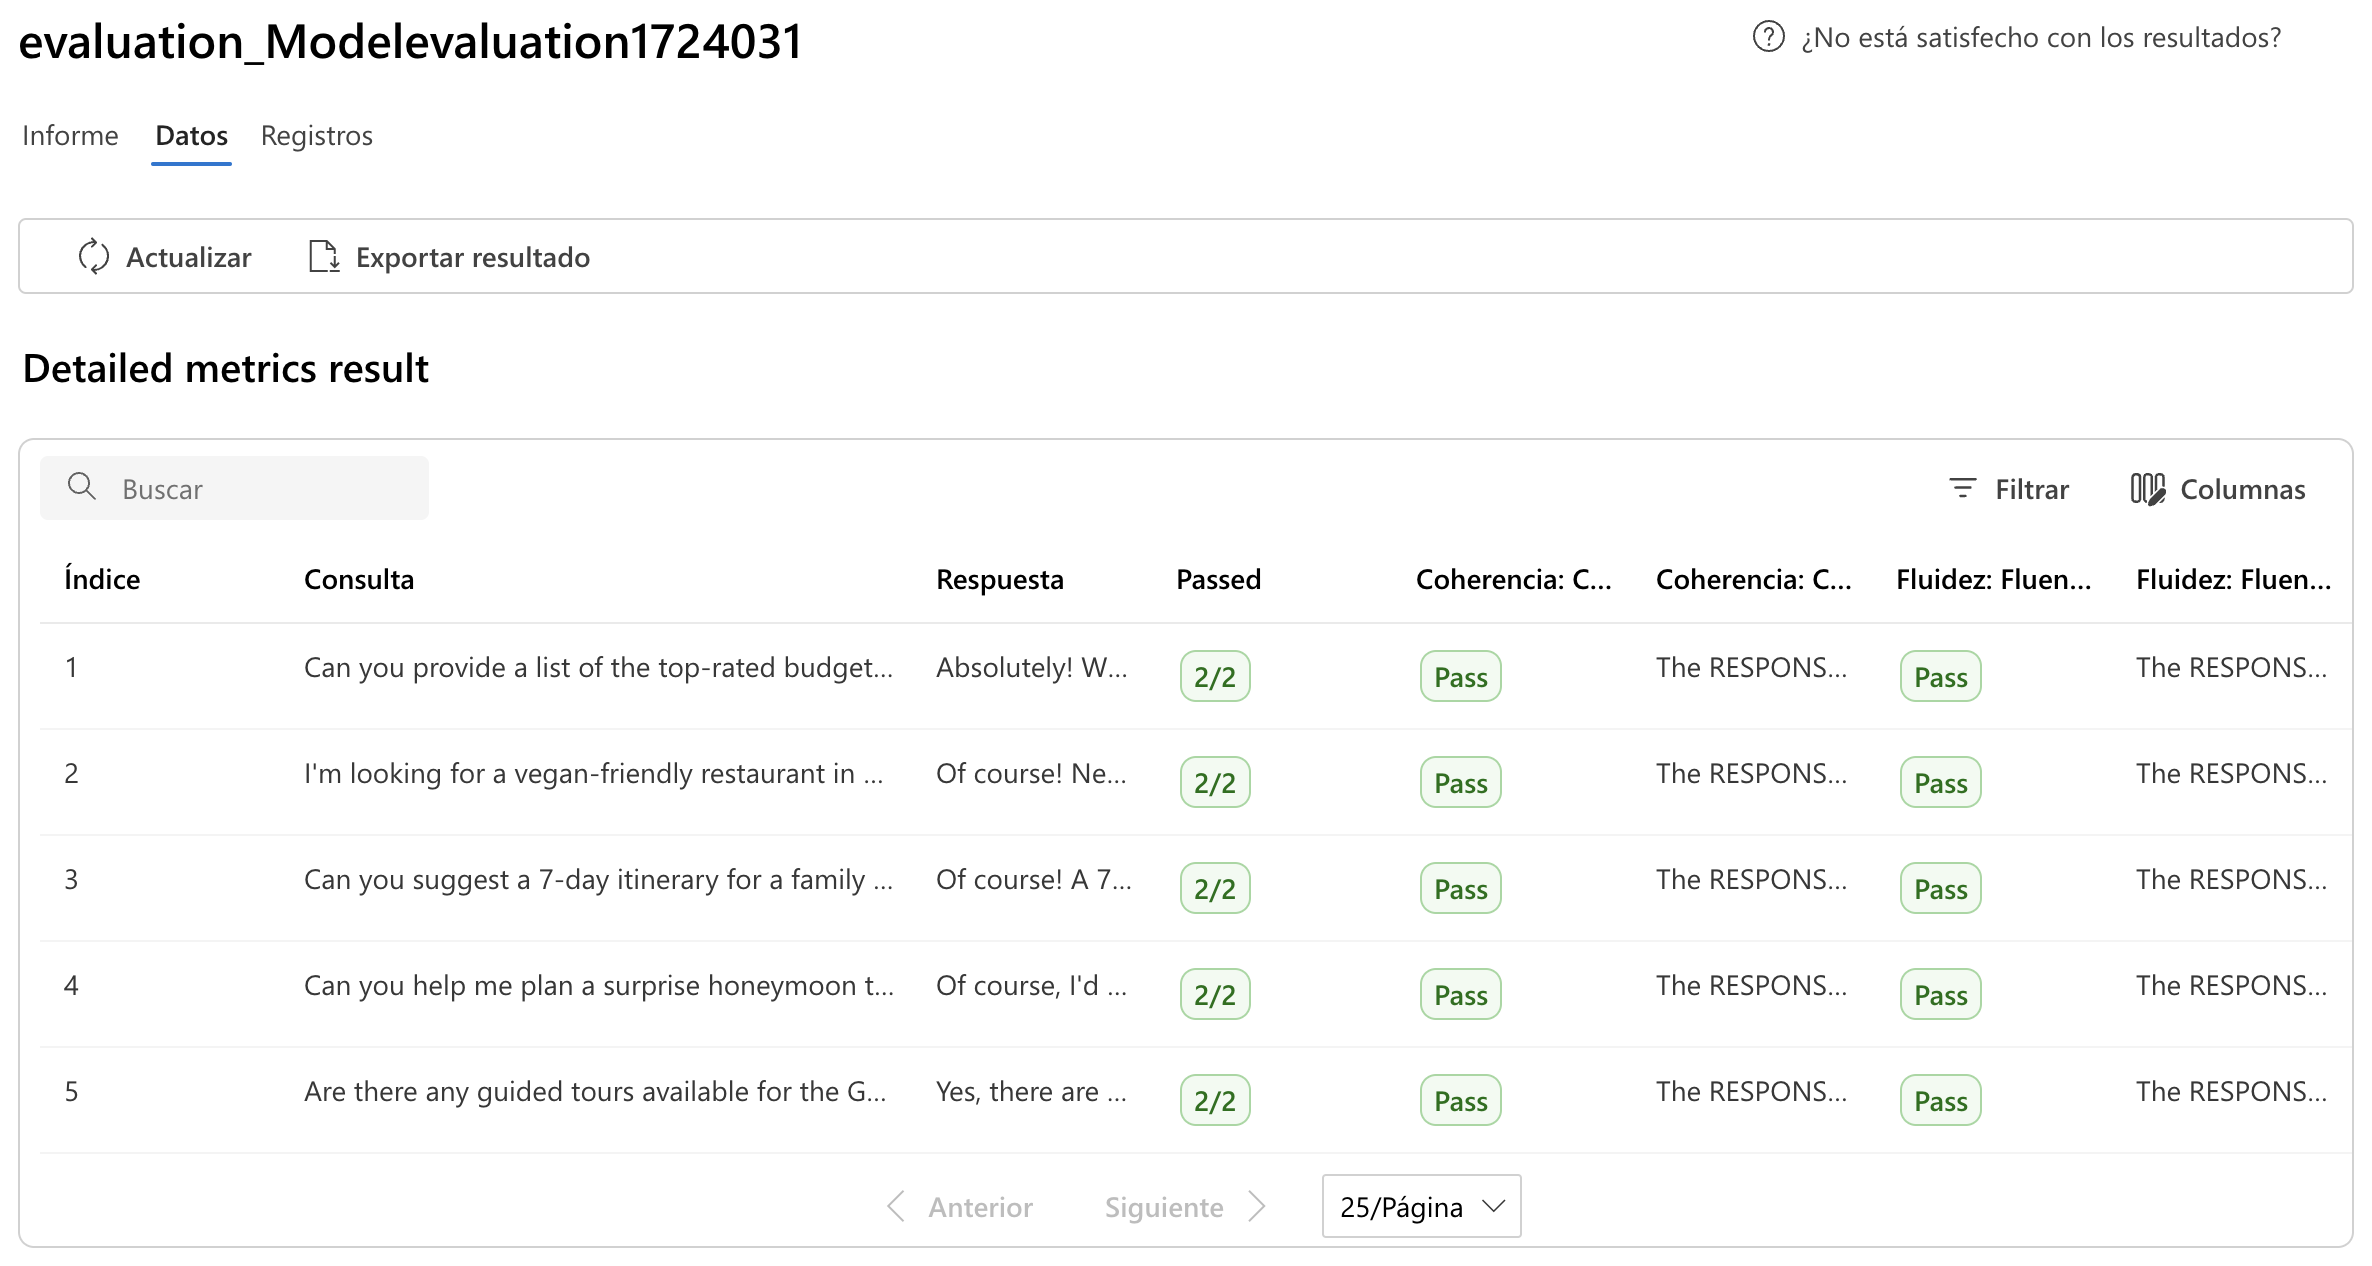 evaluation_Modelevaluation1724031
¿No está satisfecho con los resultados?
Informe Datos Registros
Actualizar Exportar resultado
Detailed metrics result
Buscar Filtrar Columnas
Índice Consulta Respuesta Passed Coherencia: C... Coherencia: C... Fluidez: Fluen... Fluidez: Fluen...
1 Can you provide a list of the top-rated budget... Absolutely! W... 2/2 Pass The RESPONS... Pass The RESPONS...
2 I'm looking for a vegan-friendly restaurant in ... Of course! Ne... 2/2 Pass The RESPONS... Pass The RESPONS...
3 Can you suggest a 7-day itinerary for a family ... Of course! A 7... 2/2 Pass The RESPONS... Pass The RESPONS...
4 Can you help me plan a surprise honeymoon t... Of course, I'd ... 2/2 Pass The RESPONS... Pass The RESPONS...
5 Are there any guided tours available for the G... Yes, there are ... 2/2 Pass The RESPONS... Pass The RESPONS...
Anterior Siguiente 25/Página